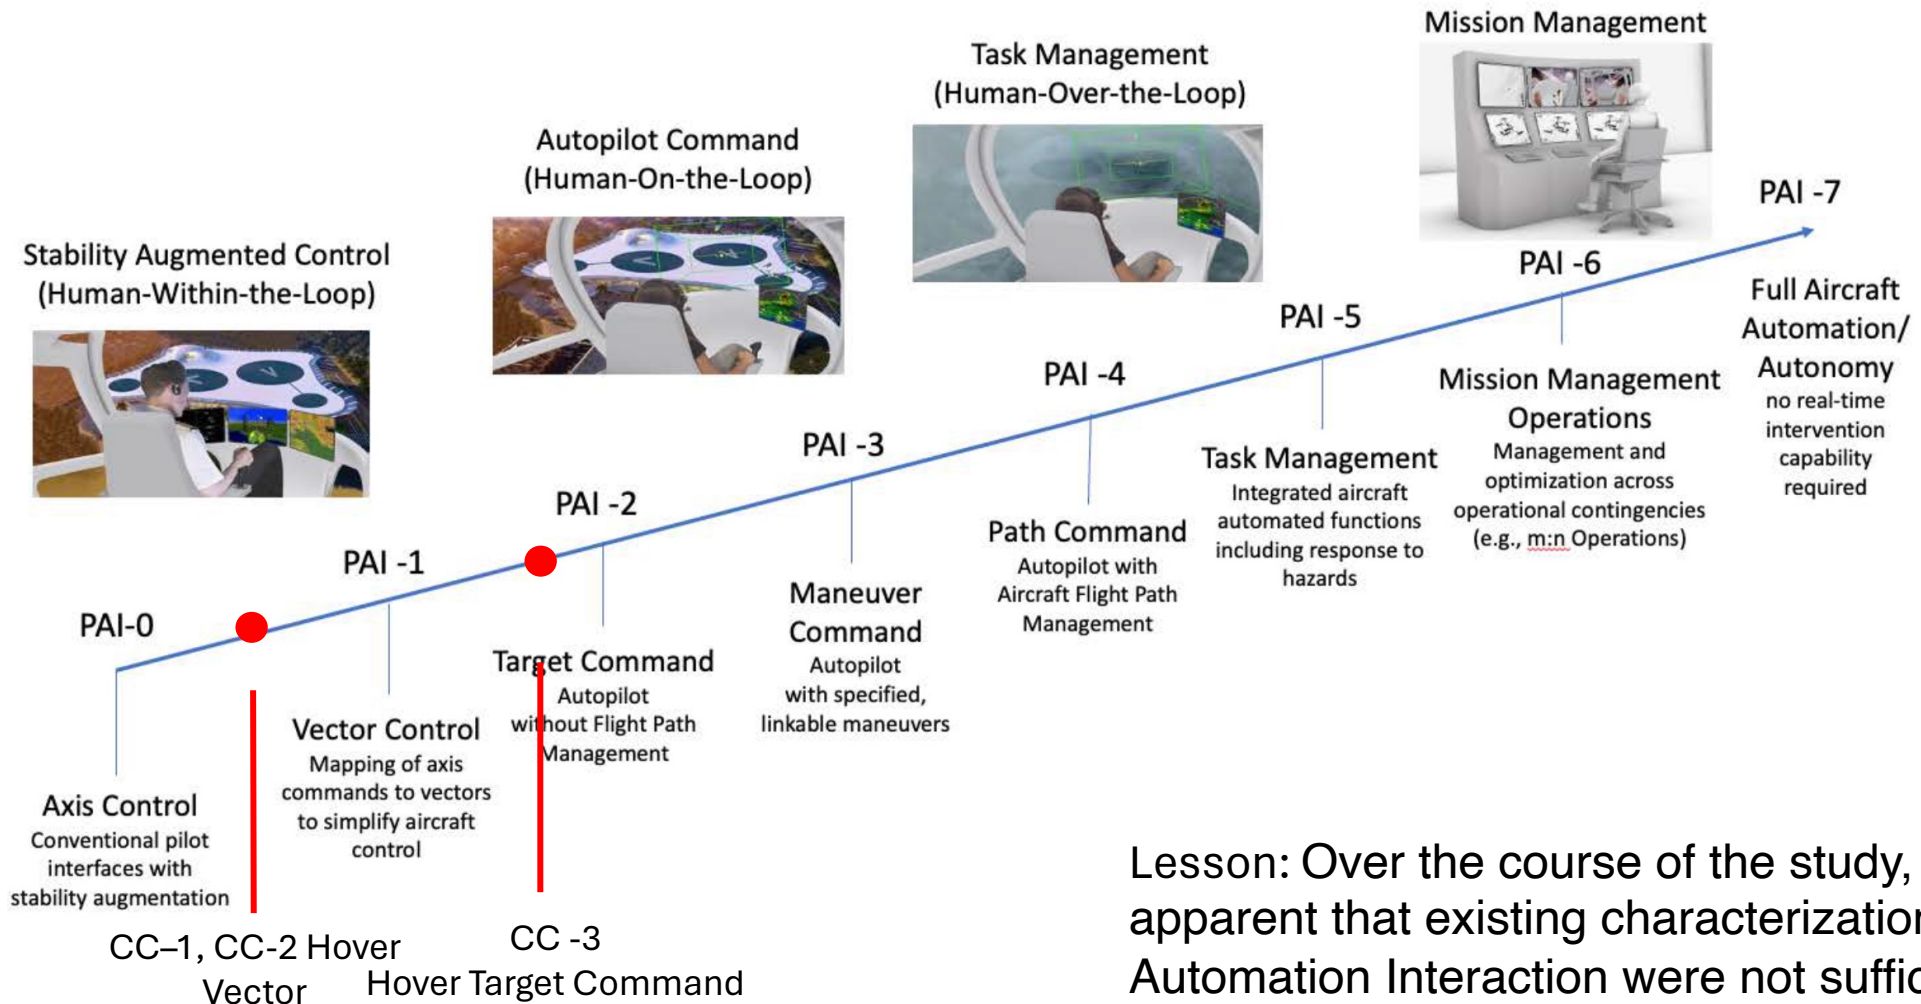 Mission Management
Task Management
(Human-Over-the-Loop)
Autopilot Command
(Human-On-the-Loop)
Stability Augmented Control
(Human-Within-the-Loop)
PAI-0
Axis Control
Conventional pilot
interfaces with
stability augmentation
CC–1, CC-2 Hover
Vector
PAI -1
Vector Control
Mapping of axis
commands to vectors
to simplify aircraft
control
CC -3
Hover Target Command
PAI -2
Target Command
Autopilot
without Flight Path
Management
PAI -3
Maneuver
Command
Autopilot
with specified,
linkable maneuvers
PAI -4
Path Command
Autopilot with
Aircraft Flight Path
Management
PAI -5
Task Management
Integrated aircraft
automated functions
including response to
hazards
PAI -6
Mission Management
Operations
Management and
optimization across
operational contingencies
(e.g., m:n Operations)
PAI -7
Full Aircraft
Automation/
Autonomy
no real-time
intervention
capability
required
Lesson: Over the course of the study,
apparent that existing
Automation Interaction were not